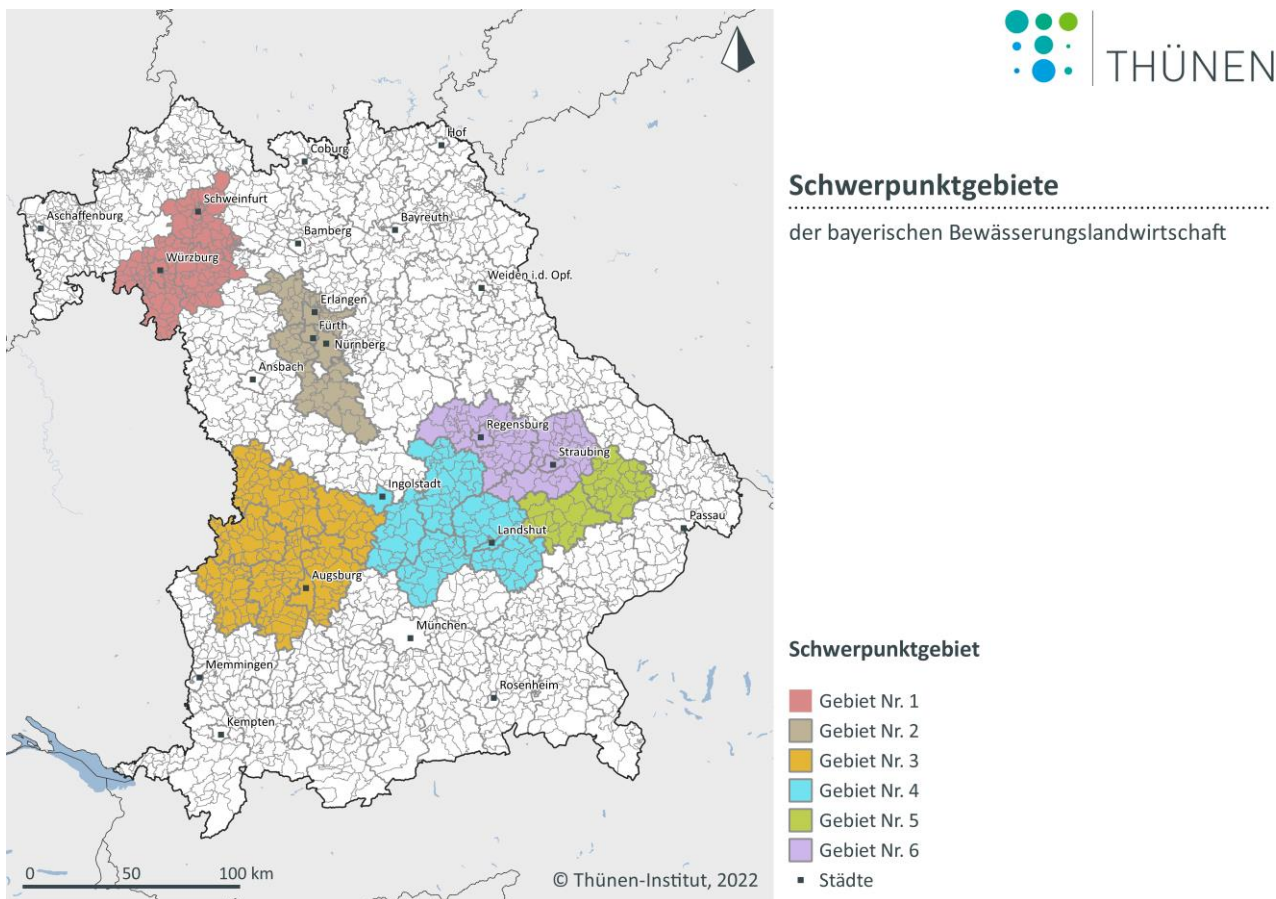 THÜNEN
Schwerpunktgebiete
der bayerischen Bewässerungslandwirtschaft
Hof
Coburg
Schweinfurt
Aschaffenburg
Bayreuth
Bamberg
Würzburg
Weiden i.d. Opf.
Erlangen
Fürth
Nürnberg
Ansbach
Regensburg
Straubing
Ingolstadt
Passau
Landshut
Augsburg
München
Memmingen
Rosenheim
Kempten
Schwerpunktgebiet
Gebiet Nr. 1
Gebiet Nr. 2
Gebiet Nr. 3
Gebiet Nr. 4
Gebiet Nr. 5
Gebiet Nr. 6
Städte
0 50 100 km
© Thünen-Institut, 2022